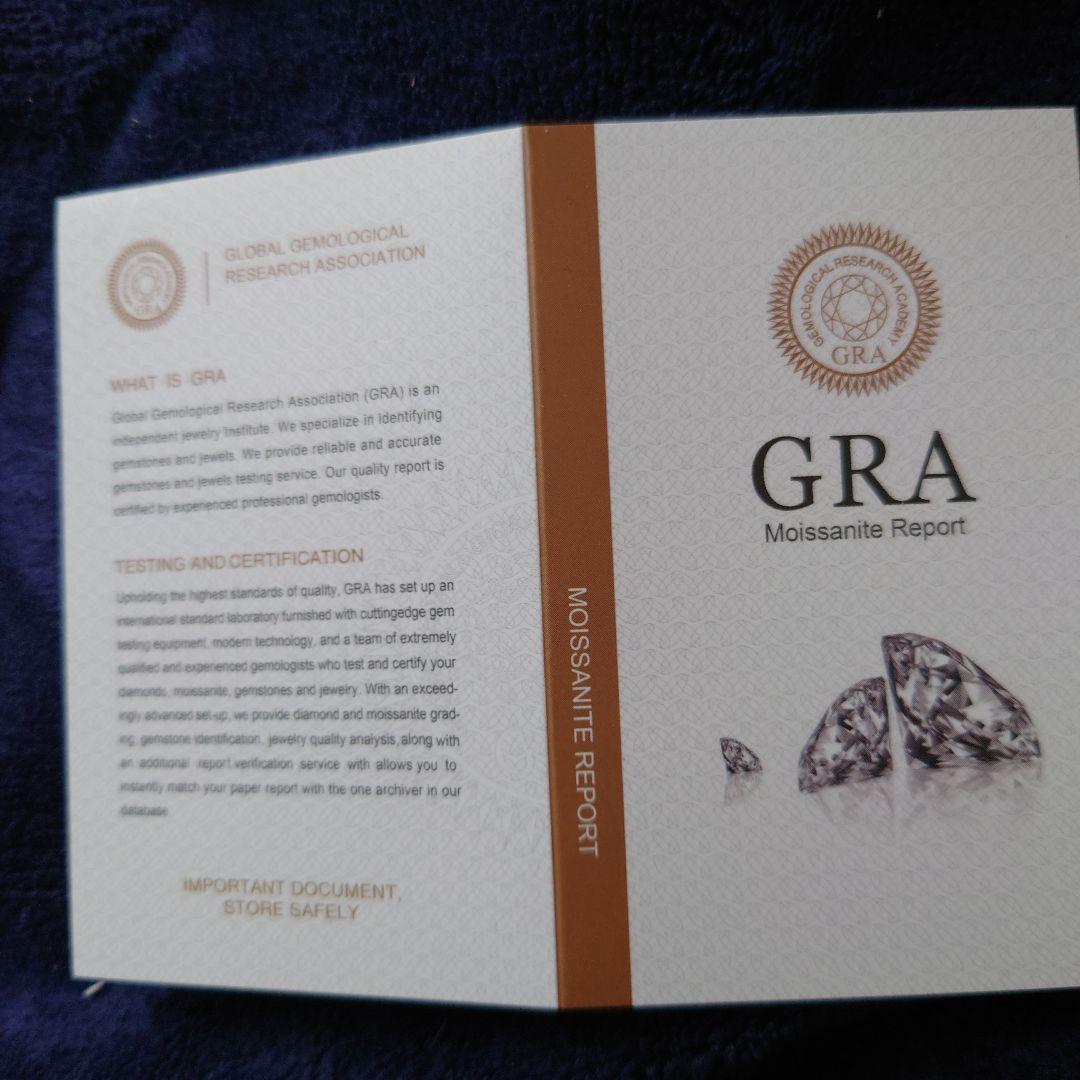 GRA
GLOBAL GEMOLOGICAL
RESEARCH ASSOCIATION
WHAT IS GRA
Global Gemological Research Association (GRA) is an
independent jewelry Institute. We specialize in identifying
gemstones and jewels. We provide reliable and accurate
gemstones and jewels testing service. Our quality report is
certified by experienced professional gemologists.
TESTING AND CERTIFICATION
Upholding the highest standards of quality, GRA has set up an
international standard laboratory furnished with cuttingedge gem
testing equipment, modern technology, and a team of extremely
qualified and experienced gemologists who test and certify your
diamonds, moissanite, gemstones and jewelry. With an exceed-
ingly advanced set-up, we provide diamond and moissanite grad-
ing, gemstone identification, jewelry quality analysis, along with
an additional report verification service with allows you to
instantly match your paper report with the one archiver in our
database
IMPORTANT DOCUMENT,
STORE SAFELY
MOISSANITE REPORT
GEMOLOGICAL RESEARCH ACADEMY
GRA
GRA
Moissanite Report